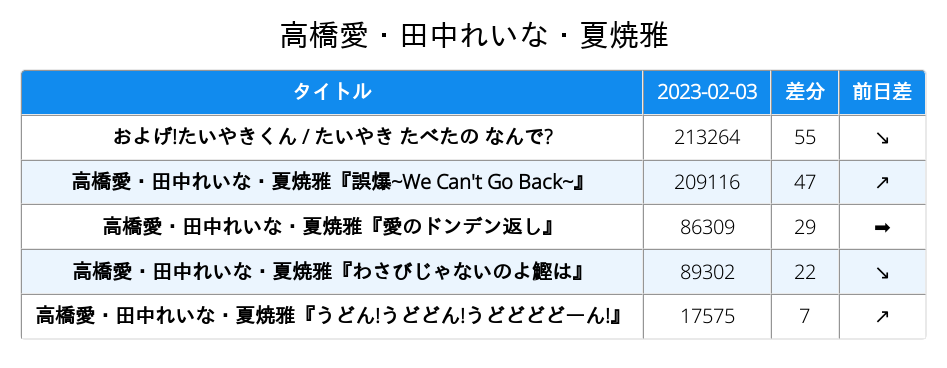 高橋愛・田中れいな・夏焼雅
タイトル 2023-02-03 差分 前日差
およげ!たいやきくん / たいやき たべたの なんで? 213264 55 ↘
高橋愛・田中れいな・夏焼雅『誤爆~We Can't Go Back~』 209116 47 ↗
高橋愛・田中れいな・夏焼雅『愛のドンデン返し』 86309 29 ➡
高橋愛・田中れいな・夏焼雅『わさびじゃないのよ鰹は』 89302 22 ↘
高橋愛・田中れいな・夏焼雅『うどん!うどどん!うどどどどーん!』 17575 7 ↗